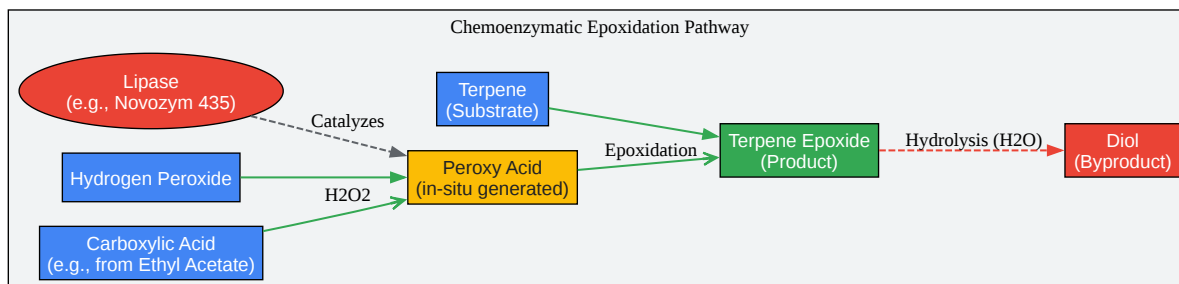 Chemoenzymatic Epoxidation Pathway
Lipase
(e.g., Novozym 435)
Catalyzes
Terpene
(Substrate)
Hydrogen Peroxide
H2O2
Peroxy Acid
(in-situ generated)
Epoxidation
Terpene Epoxide
(Product)
Hydrolysis (H2O)
Diol
(Byproduct)
Carboxylic Acid
(e.g., from Ethyl Acetate)